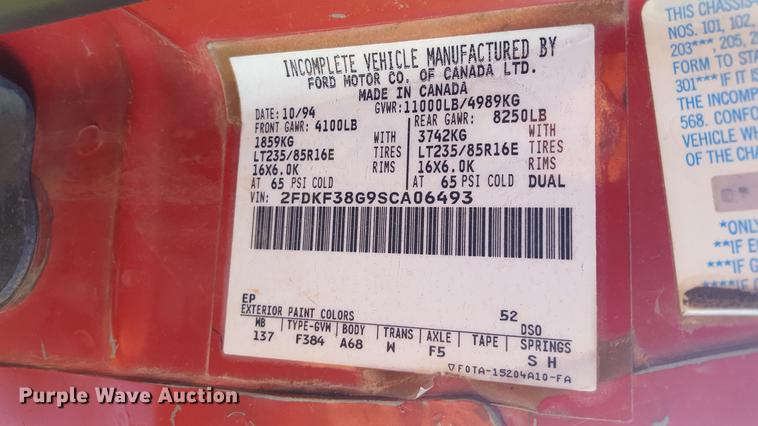 INCOMPLETE VEHICLE MANUFACTURED BY
FORD MOTOR CO. OF CANADA LTD.
MADE IN CANADA
DATE: 10/94 GVWR: 11000LB/4989KG
FRONT GAWR: 4100LB REAR GAWR: 8250LB
1859KG WITH 3742KG WITH
LT235/85R16E TIRES LT235/85R16E TIRES
16X6.0K RIMS 16X6.0K RIMS
AT 65 PSI COLD AT 65 PSI COLD DUAL
VIN: 2FDKF38G9SCA06493
EP 52
EXTERIOR PAINT COLORS DSO
WB TYPE-GVW BODY TRANS AXLE TAPE SPRINGS
137 F384 A68 W F5 S H
▽F0TA-15204A10-FA
THIS CHASSIS-
NOS. 101, 102,
203***, 205, 2
FORM TO STA
301*** IF IT IS
THE INCOMP
568. CONFO
VEHICLE WH
OF THE CHA
*ONLY
**IF E
***IF G
Purple Wave Auction